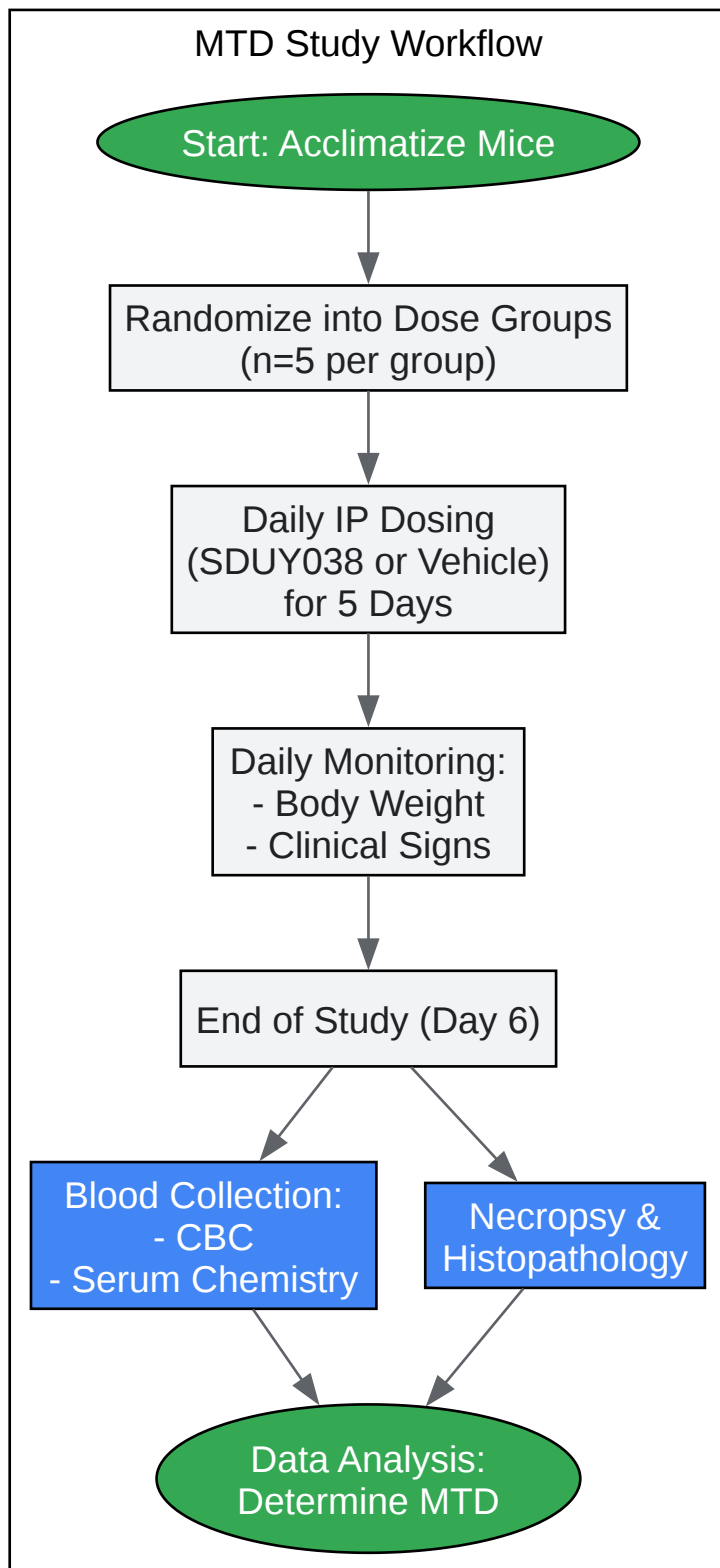 MTD Study Workflow
Start: Acclimatize Mice
Randomize into Dose Groups
(n=5 per group)
Daily IP Dosing
(SDUY038 or Vehicle)
for 5 Days
Daily Monitoring:
- Body Weight
- Clinical Signs
End of Study (Day 6)
Blood Collection:
- CBC
- Serum Chemistry
Necropsy &
Histopathology
Data Analysis:
Determine MTD